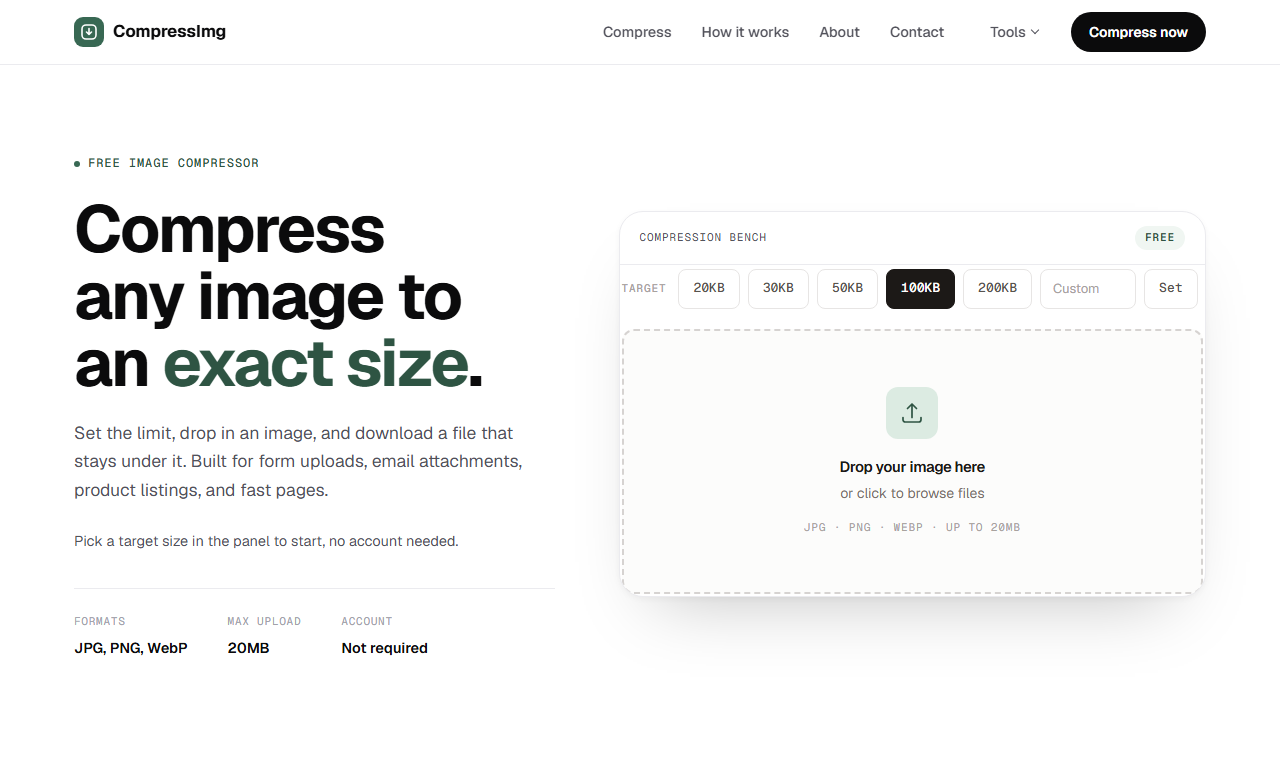 CompressImg
Compress How it works About Contact Tools Compress now
FREE IMAGE COMPRESSOR
Compress
any image to
an exact size.
Set the limit, drop in an image, and download a file that
stays under it. Built for form uploads, email attachments,
product listings, and fast pages.
Pick a target size in the panel to start, no account needed.
FORMATS MAX UPLOAD ACCOUNT
JPG, PNG, WebP 20MB Not required
COMPRESSION BENCH FREE
TARGET 20KB 30KB 50KB 100KB 200KB Custom Set
Drop your image here
or click to browse files
JPG · PNG · WEBP · UP TO 20MB